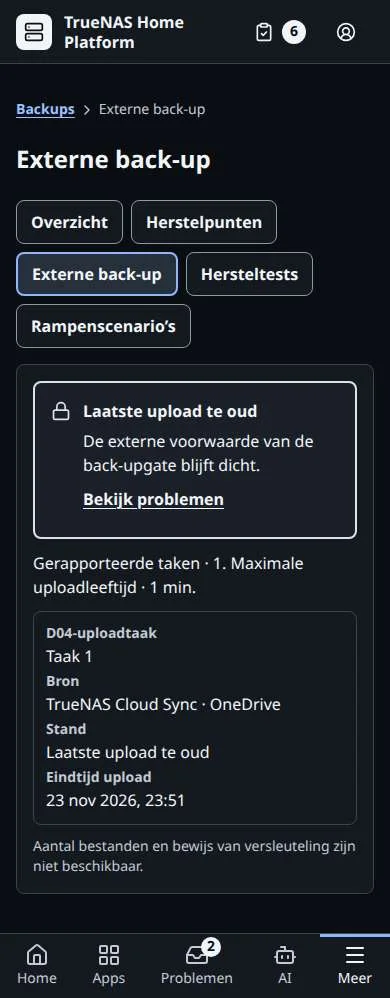 TrueNAS Home
Platform
6
Backups > Externe back-up
Externe back-up
Overzicht
Herstelpunten
Externe back-up
Hersteltests
Rampenscenario’s
Laatste upload te oud
De externe voorwaarde van de
back-upgate blijft dicht.
Bekijk problemen
Gerapporteerde taken · 1. Maximale
uploadleeftijd · 1 min.
D04-uploadtaak
Taak 1
Bron
TrueNAS Cloud Sync · OneDrive
Stand
Laatste upload te oud
Eindtijd upload
23 nov 2026, 23:51
Aantal bestanden en bewijs van versleuteling zijn
niet beschikbaar.
2
Home
Apps
Problemen
AI
Meer